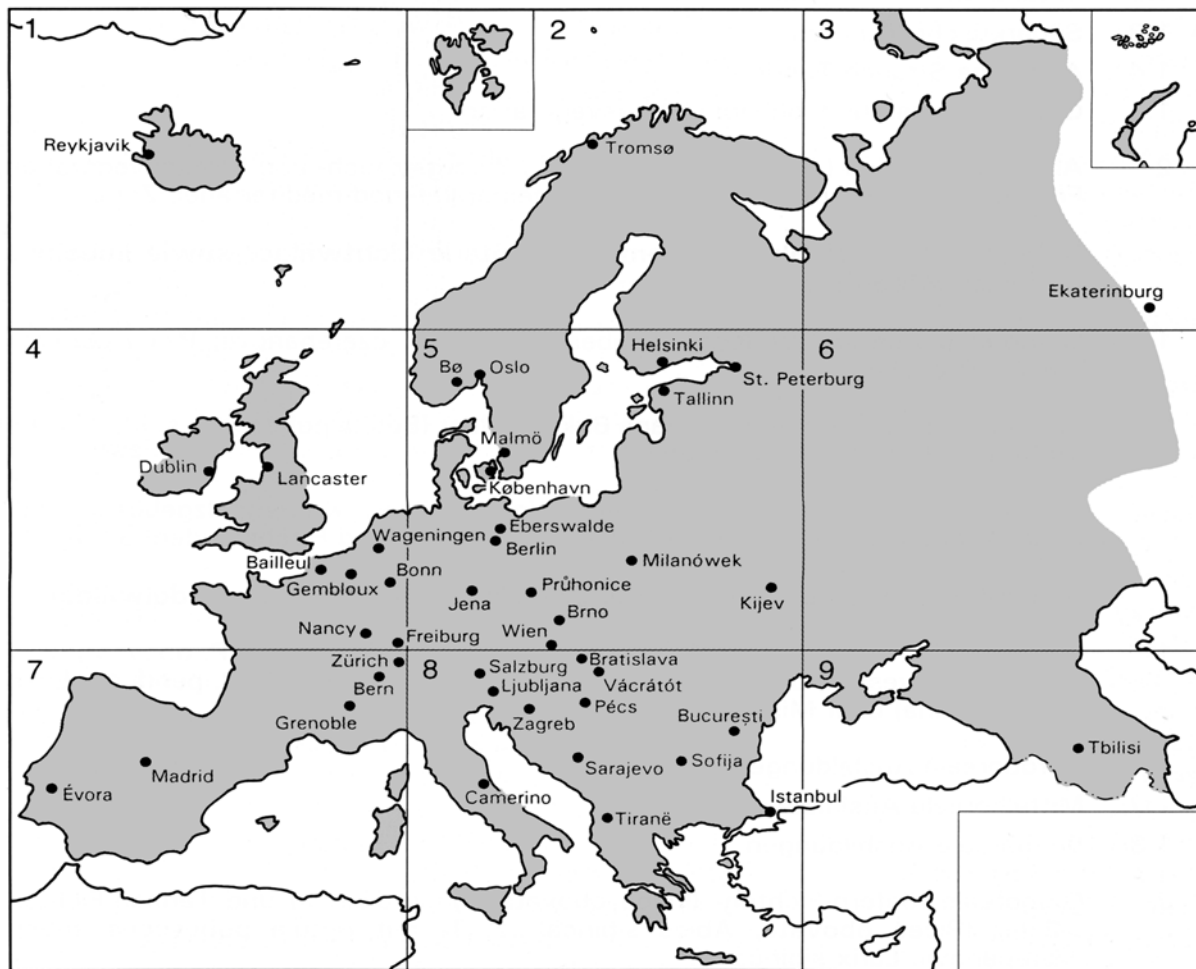 1
2
3
Reykjavik
Tromsø
Ekaterinburg
4
5
6
Helsinki
Bø
Oslo
St. Peterburg
Tallinn
Malmö
Dublin
Lancaster
København
Eberswalde
Wageningen
Berlin
Bailleul
Milanówek
Bonn
Gembloux
Průhonice
Jena
Kijev
Brno
Nancy
Wien
Freiburg
7
Zürich
8
Bratislava
9
Salzburg
Bern
Vácrátót
Ljubljana
Pécs
Grenoble
Zagreb
București
Tbilisi
Madrid
Sarajevo
Sofija
Évora
Camerino
Istanbul
Tiranë